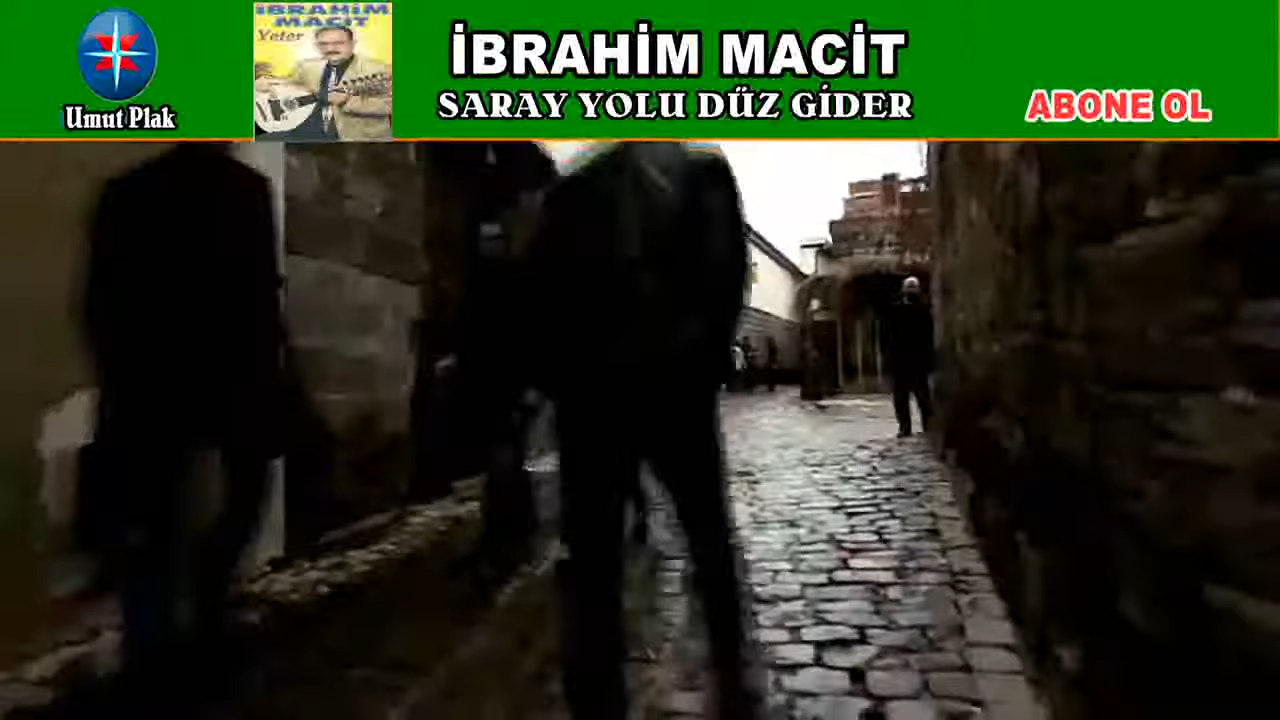 Umut Plak
İBRAHİM
MACİT
Yeter
İBRAHİM MACİT
SARAY YOLU DÜZ GİDER
ABONE OL